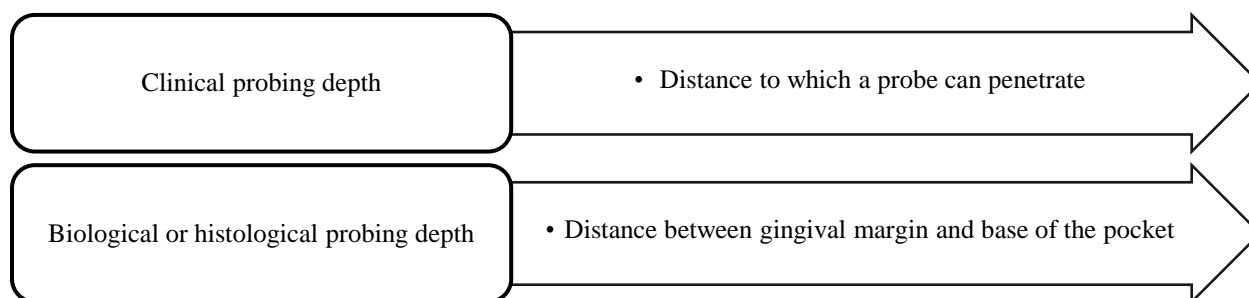 Clinical probing depth
• Distance to which a probe can penetrate
Biological or histological probing depth
• Distance between gingival margin and base of the pocket